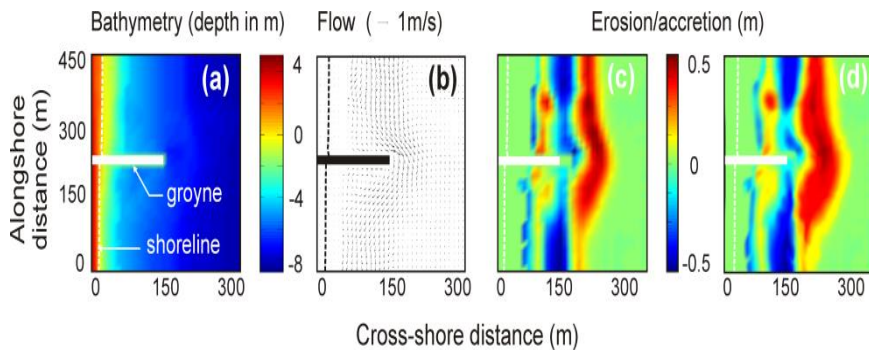 Bathymetry (depth in m) Flow ( → 1m/s) Erosion/accretion
Alongshore distance (m)
450
300
150
0
(a)
groyne
shoreline
0 150 300
4
0
-4
-8
(b)
0 150 300
(c)
0 150 300
0.5
0
-0.5
(d)
0 150 300
Cross-shore distance (m)